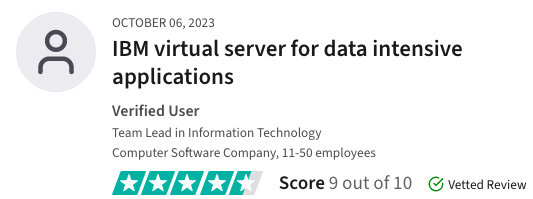 OCTOBER 06, 2023
IBM virtual server for data intensive
applications
Verified User
Team Lead in Information Technology
Computer Software Company, 11-50 employees
Score 9 out of 10 Vetted Review